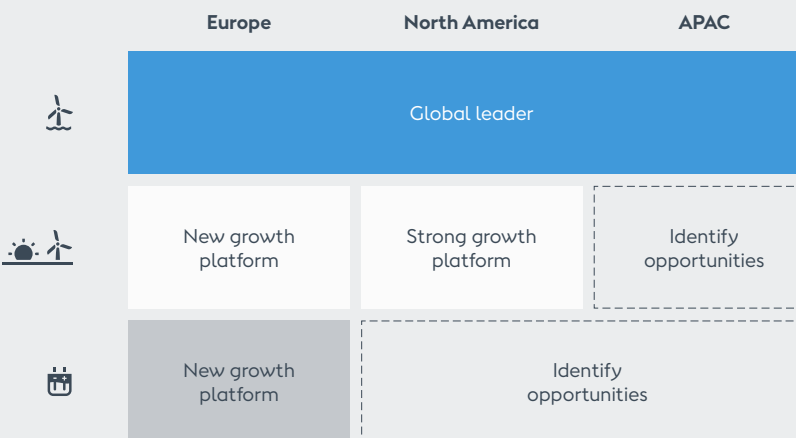 Europe North America APAC
Global leader
New growth
platform
Strong growth
platform
Identify
opportunities
New growth
platform
Identify
opportunities